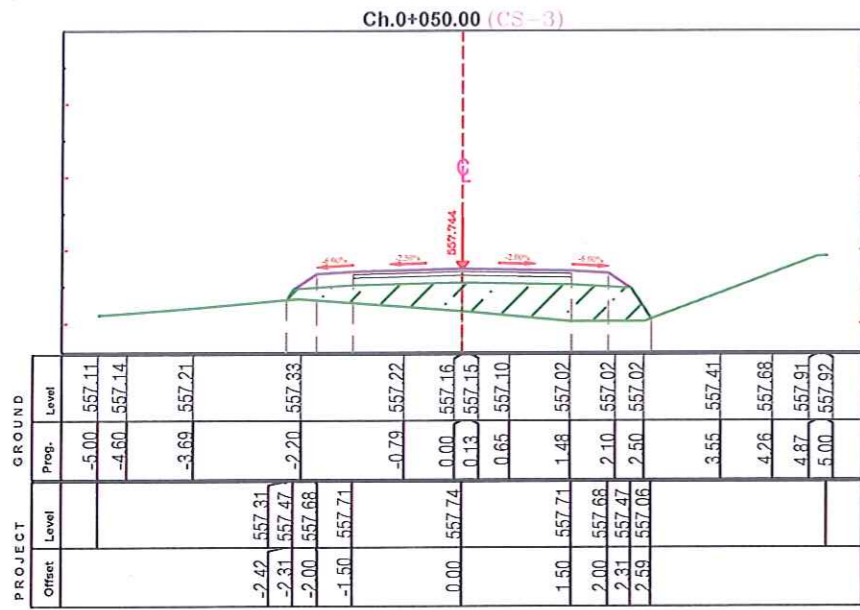 Ch.0+050.00 (CS-3)
557.744
-2.50%
GROUND
Level
557.11 557.14 557.21 557.33 557.22 557.16 557.15 557.10 557.02 557.02 557.02 557.41 557.68 557.91 557.92
Prog.
-5.00 -4.60 -3.69 -2.20 -0.79 0.00 0.13 0.65 1.48 2.10 2.50 3.55 4.26 4.87 5.00
PROJECT
Level
557.31 557.47 557.68 557.71 557.74 557.71 557.68 557.47 557.06
Offset
-2.42 -2.31 -2.00 -1.50 0.00 1.50 2.00 2.31 2.59